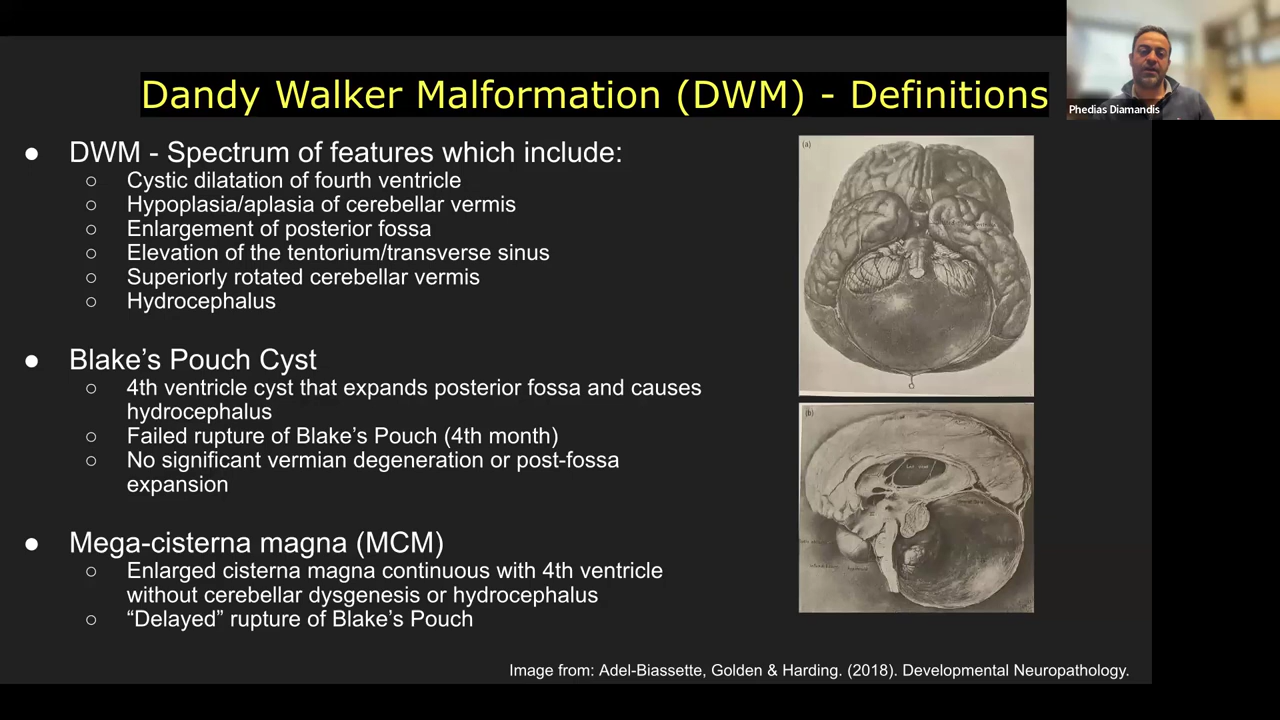 Dandy Walker Malformation (DWM) - Definitions
Phedias Diamandis
● DWM - Spectrum of features which include:
○ Cystic dilatation of fourth ventricle
○ Hypoplasia/aplasia of cerebellar vermis
○ Enlargement of posterior fossa
○ Elevation of the tentorium/transverse sinus
○ Superiorly rotated cerebellar vermis
○ Hydrocephalus
● Blake’s Pouch Cyst
○ 4th ventricle cyst that expands posterior fossa and causes
hydrocephalus
○ Failed rupture of Blake’s Pouch (4th month)
○ No significant vermian degeneration or post-fossa
expansion
● Mega-cisterna magna (MCM)
○ Enlarged cisterna magna continuous with 4th ventricle
without cerebellar dysgenesis or hydrocephalus
○ “Delayed” rupture of Blake’s Pouch
(a)
(b)
Image from: Adel-Biassette, Golden & Harding. (2018). Developmental Neuropathology.